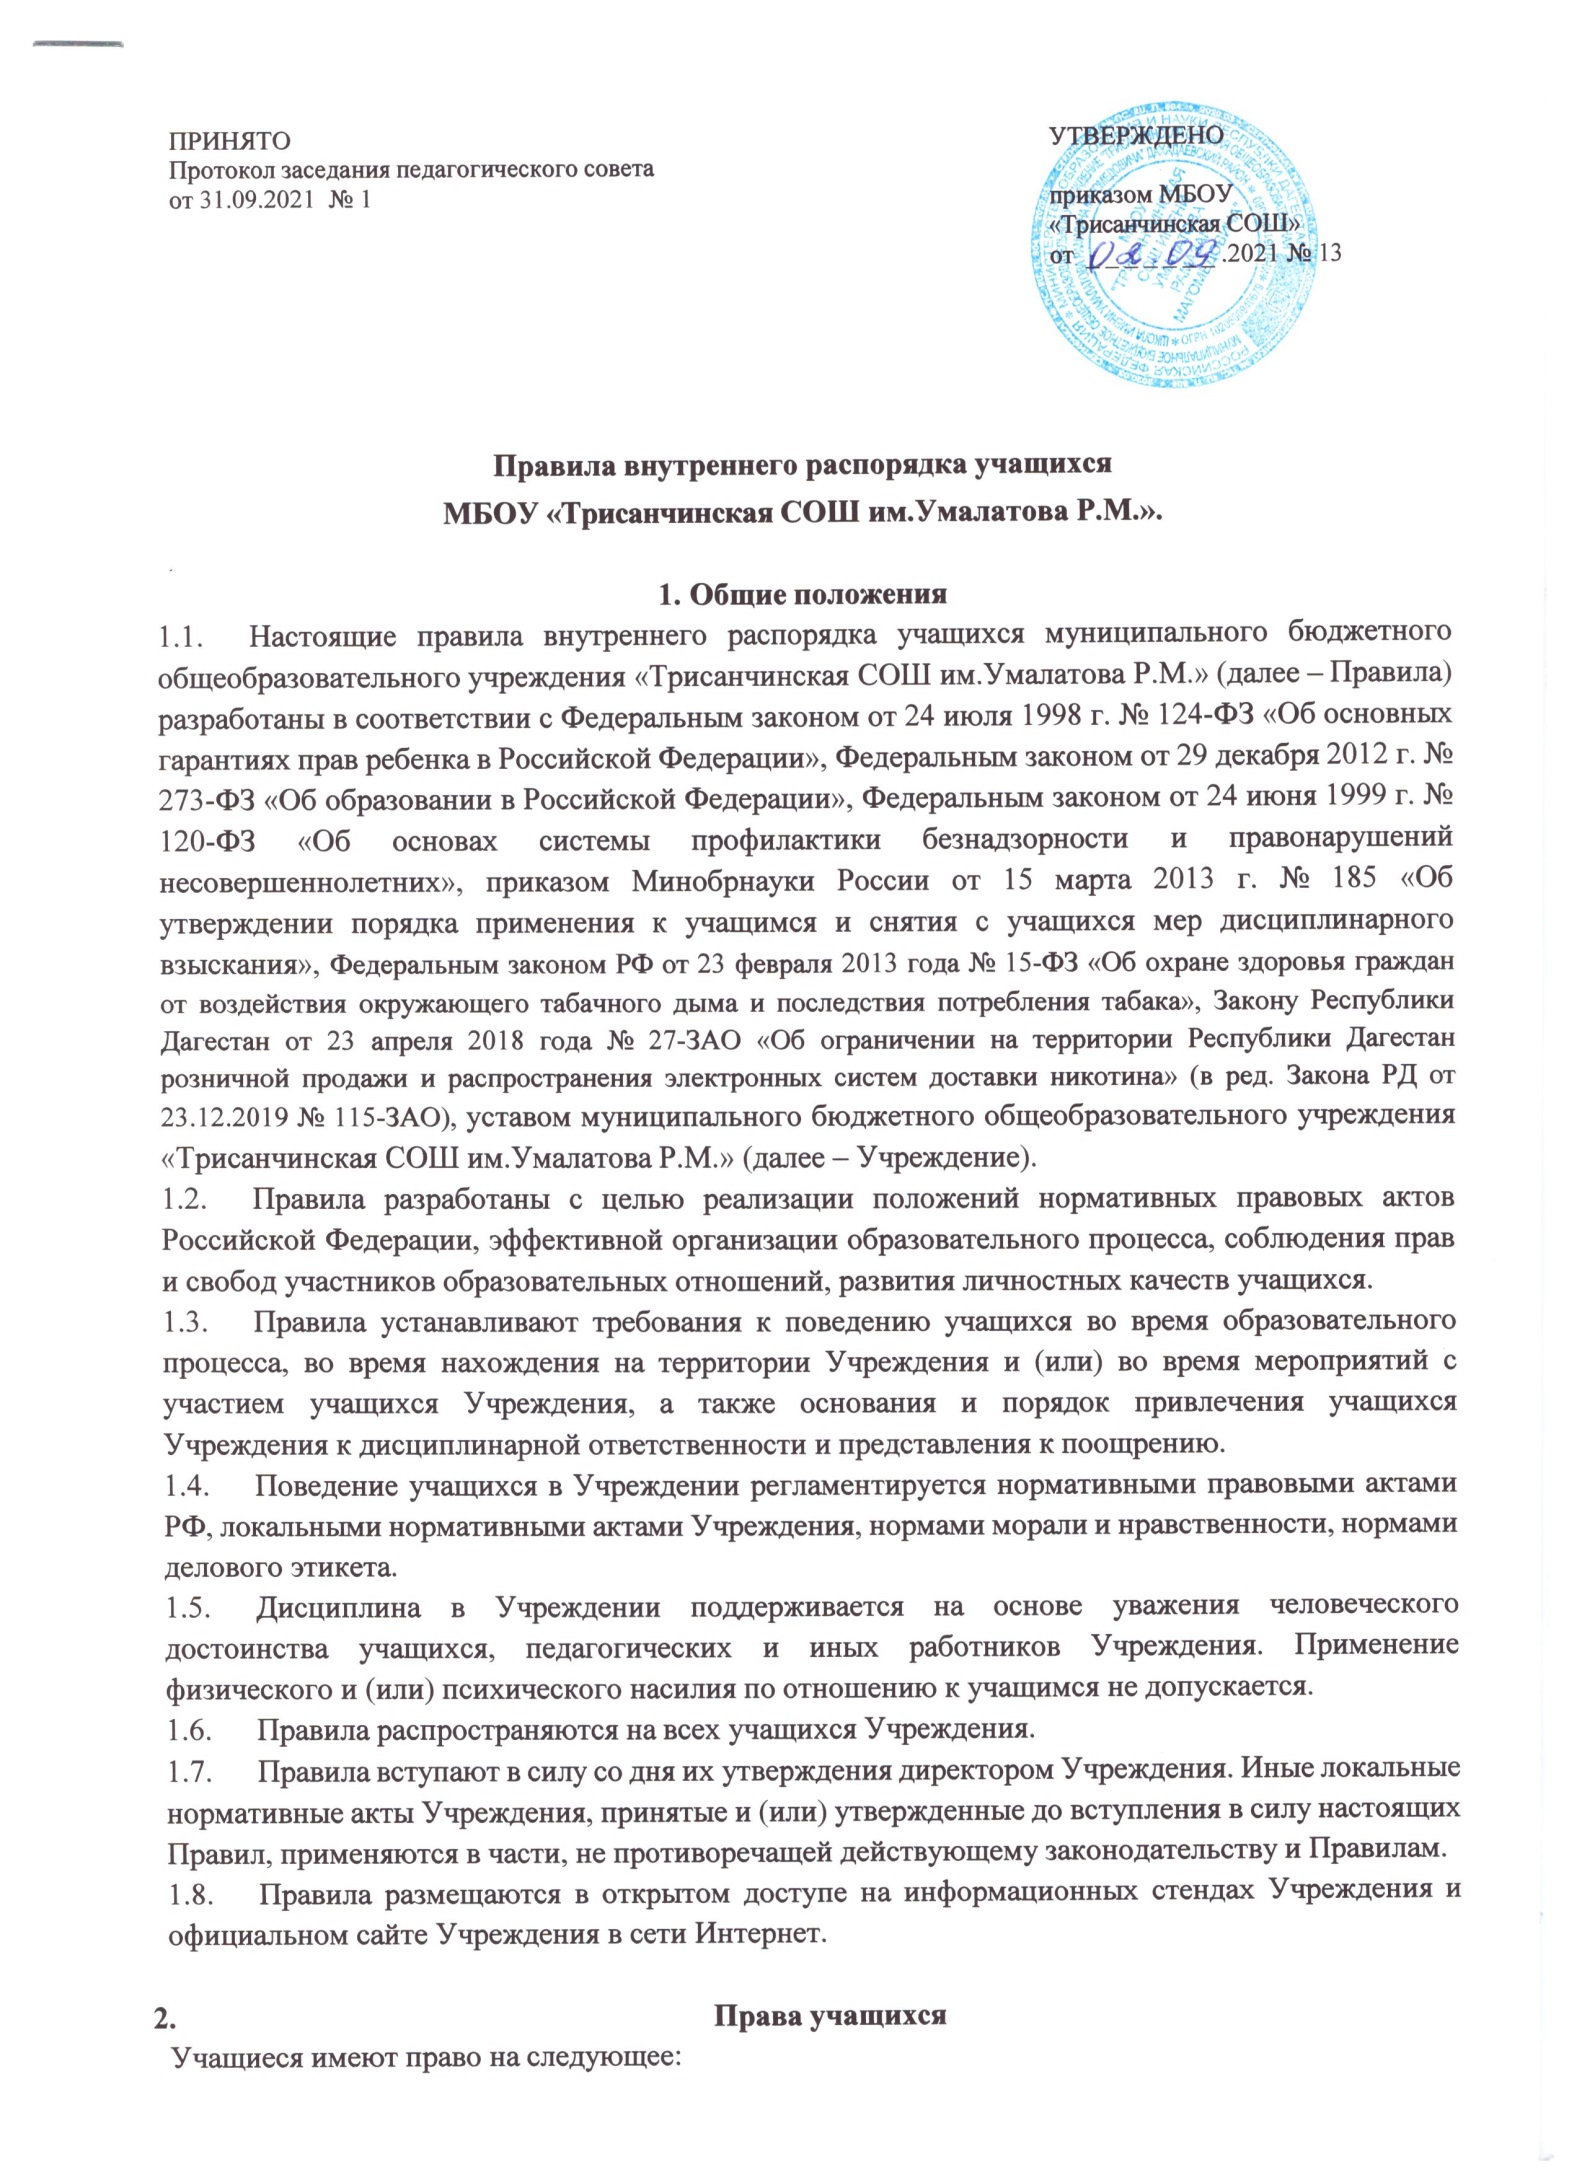 ПРИНЯТО
Протокол заседания педагогического совета
от 31.09.2021 № 1
УТВЕРЖДЕНО
приказом МБОУ
«Трисанчинская СОШ»
от 02.09.2021 № 13
Правила внутреннего распорядка учащихся
МБОУ «Трисанчинская СОШ им.Умалатова Р.М.».
1. Общие положения
1.1. Настоящие правила внутреннего распорядка учащихся муниципального бюджетного
общеобразовательного учреждения «Трисанчинская СОШ им.Умалатова Р.М.» (далее – Правила)
разработаны в соответствии с Федеральным законом от 24 июля 1998 г. № 124-ФЗ «Об основных
гарантиях прав ребенка в Российской Федерации», Федеральным законом от 29 декабря 2012 г. №
273-ФЗ «Об образовании в Российской Федерации», Федеральным законом от 24 июня 1999 г. №
120-ФЗ «Об основах системы профилактики безнадзорности и правонарушений
несовершеннолетних», приказом Минобрнауки России от 15 марта 2013 г. № 185 «Об
утверждении порядка применения к учащимся и снятия с учащихся мер дисциплинарного
взыскания», Федеральным законом РФ от 23 февраля 2013 года № 15-ФЗ «Об охране здоровья граждан
от воздействия окружающего табачного дыма и последствия потребления табака», Закону Республики
Дагестан от 23 апреля 2018 года № 27-ЗАО «Об ограничении на территории Республики Дагестан
розничной продажи и распространения электронных систем доставки никотина» (в ред. Закона РД от
23.12.2019 № 115-ЗАО), уставом муниципального бюджетного общеобразовательного учреждения
«Трисанчинская СОШ им.Умалатова Р.М.» (далее – Учреждение).
1.2. Правила разработаны с целью реализации положений нормативных правовых актов
Российской Федерации, эффективной организации образовательного процесса, соблюдения прав
и свобод участников образовательных отношений, развития личностных качеств учащихся.
1.3. Правила устанавливают требования к поведению учащихся во время образовательного
процесса, во время нахождения на территории Учреждения и (или) во время мероприятий с
участием учащихся Учреждения, а также основания и порядок привлечения учащихся
Учреждения к дисциплинарной ответственности и представления к поощрению.
1.4. Поведение учащихся в Учреждении регламентируется нормативными правовыми актами
РФ, локальными нормативными актами Учреждения, нормами морали и нравственности, нормами
делового этикета.
1.5. Дисциплина в Учреждении поддерживается на основе уважения человеческого
достоинства учащихся, педагогических и иных работников Учреждения. Применение
физического и (или) психического насилия по отношению к учащимся не допускается.
1.6. Правила распространяются на всех учащихся Учреждения.
1.7. Правила вступают в силу со дня их утверждения директором Учреждения. Иные локальные
нормативные акты Учреждения, принятые и (или) утвержденные до вступления в силу настоящих
Правил, применяются в части, не противоречащей действующему законодательству и Правилам.
1.8. Правила размещаются в открытом доступе на информационных стендах Учреждения и
официальном сайте Учреждения в сети Интернет.
2. Права учащихся
Учащиеся имеют право на следующее: